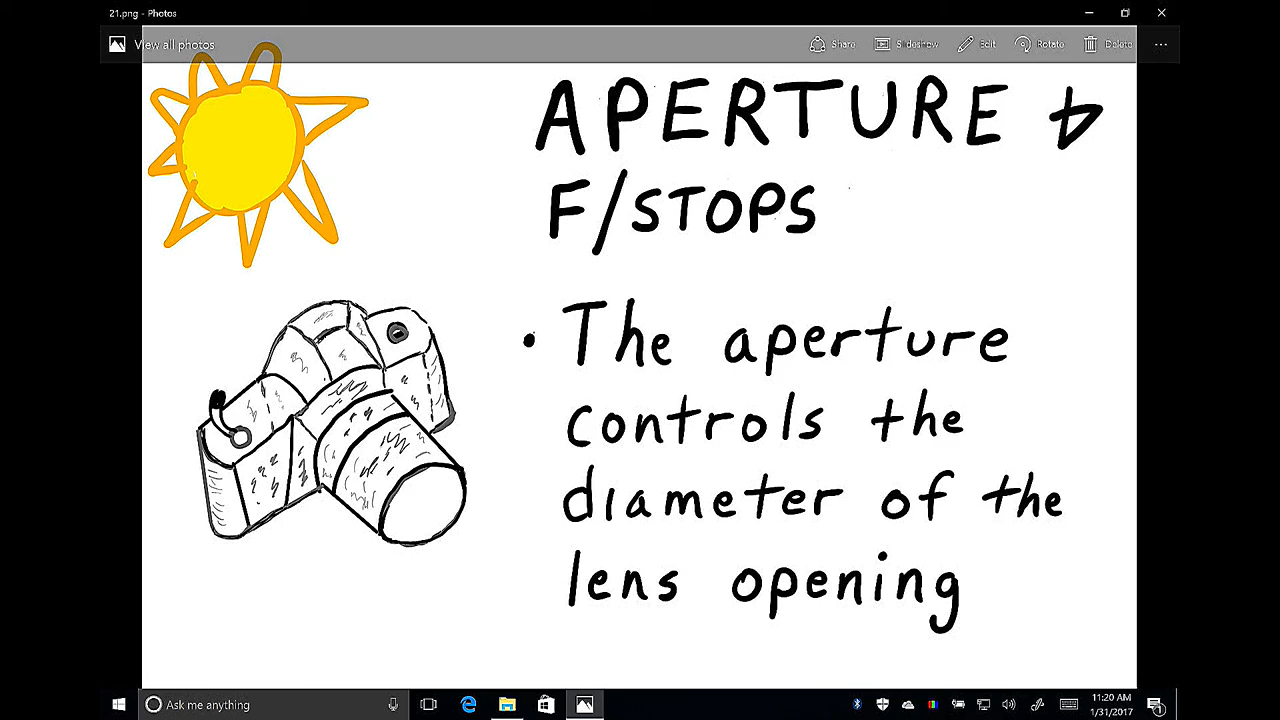 21.png - Photos
View all photos
Share Slideshow Edit Rotate Delete
APERTURE &
F/STOPS
• The aperture
controls the
diameter of the
lens opening
Ask me anything
11:20 AM
1/31/2017